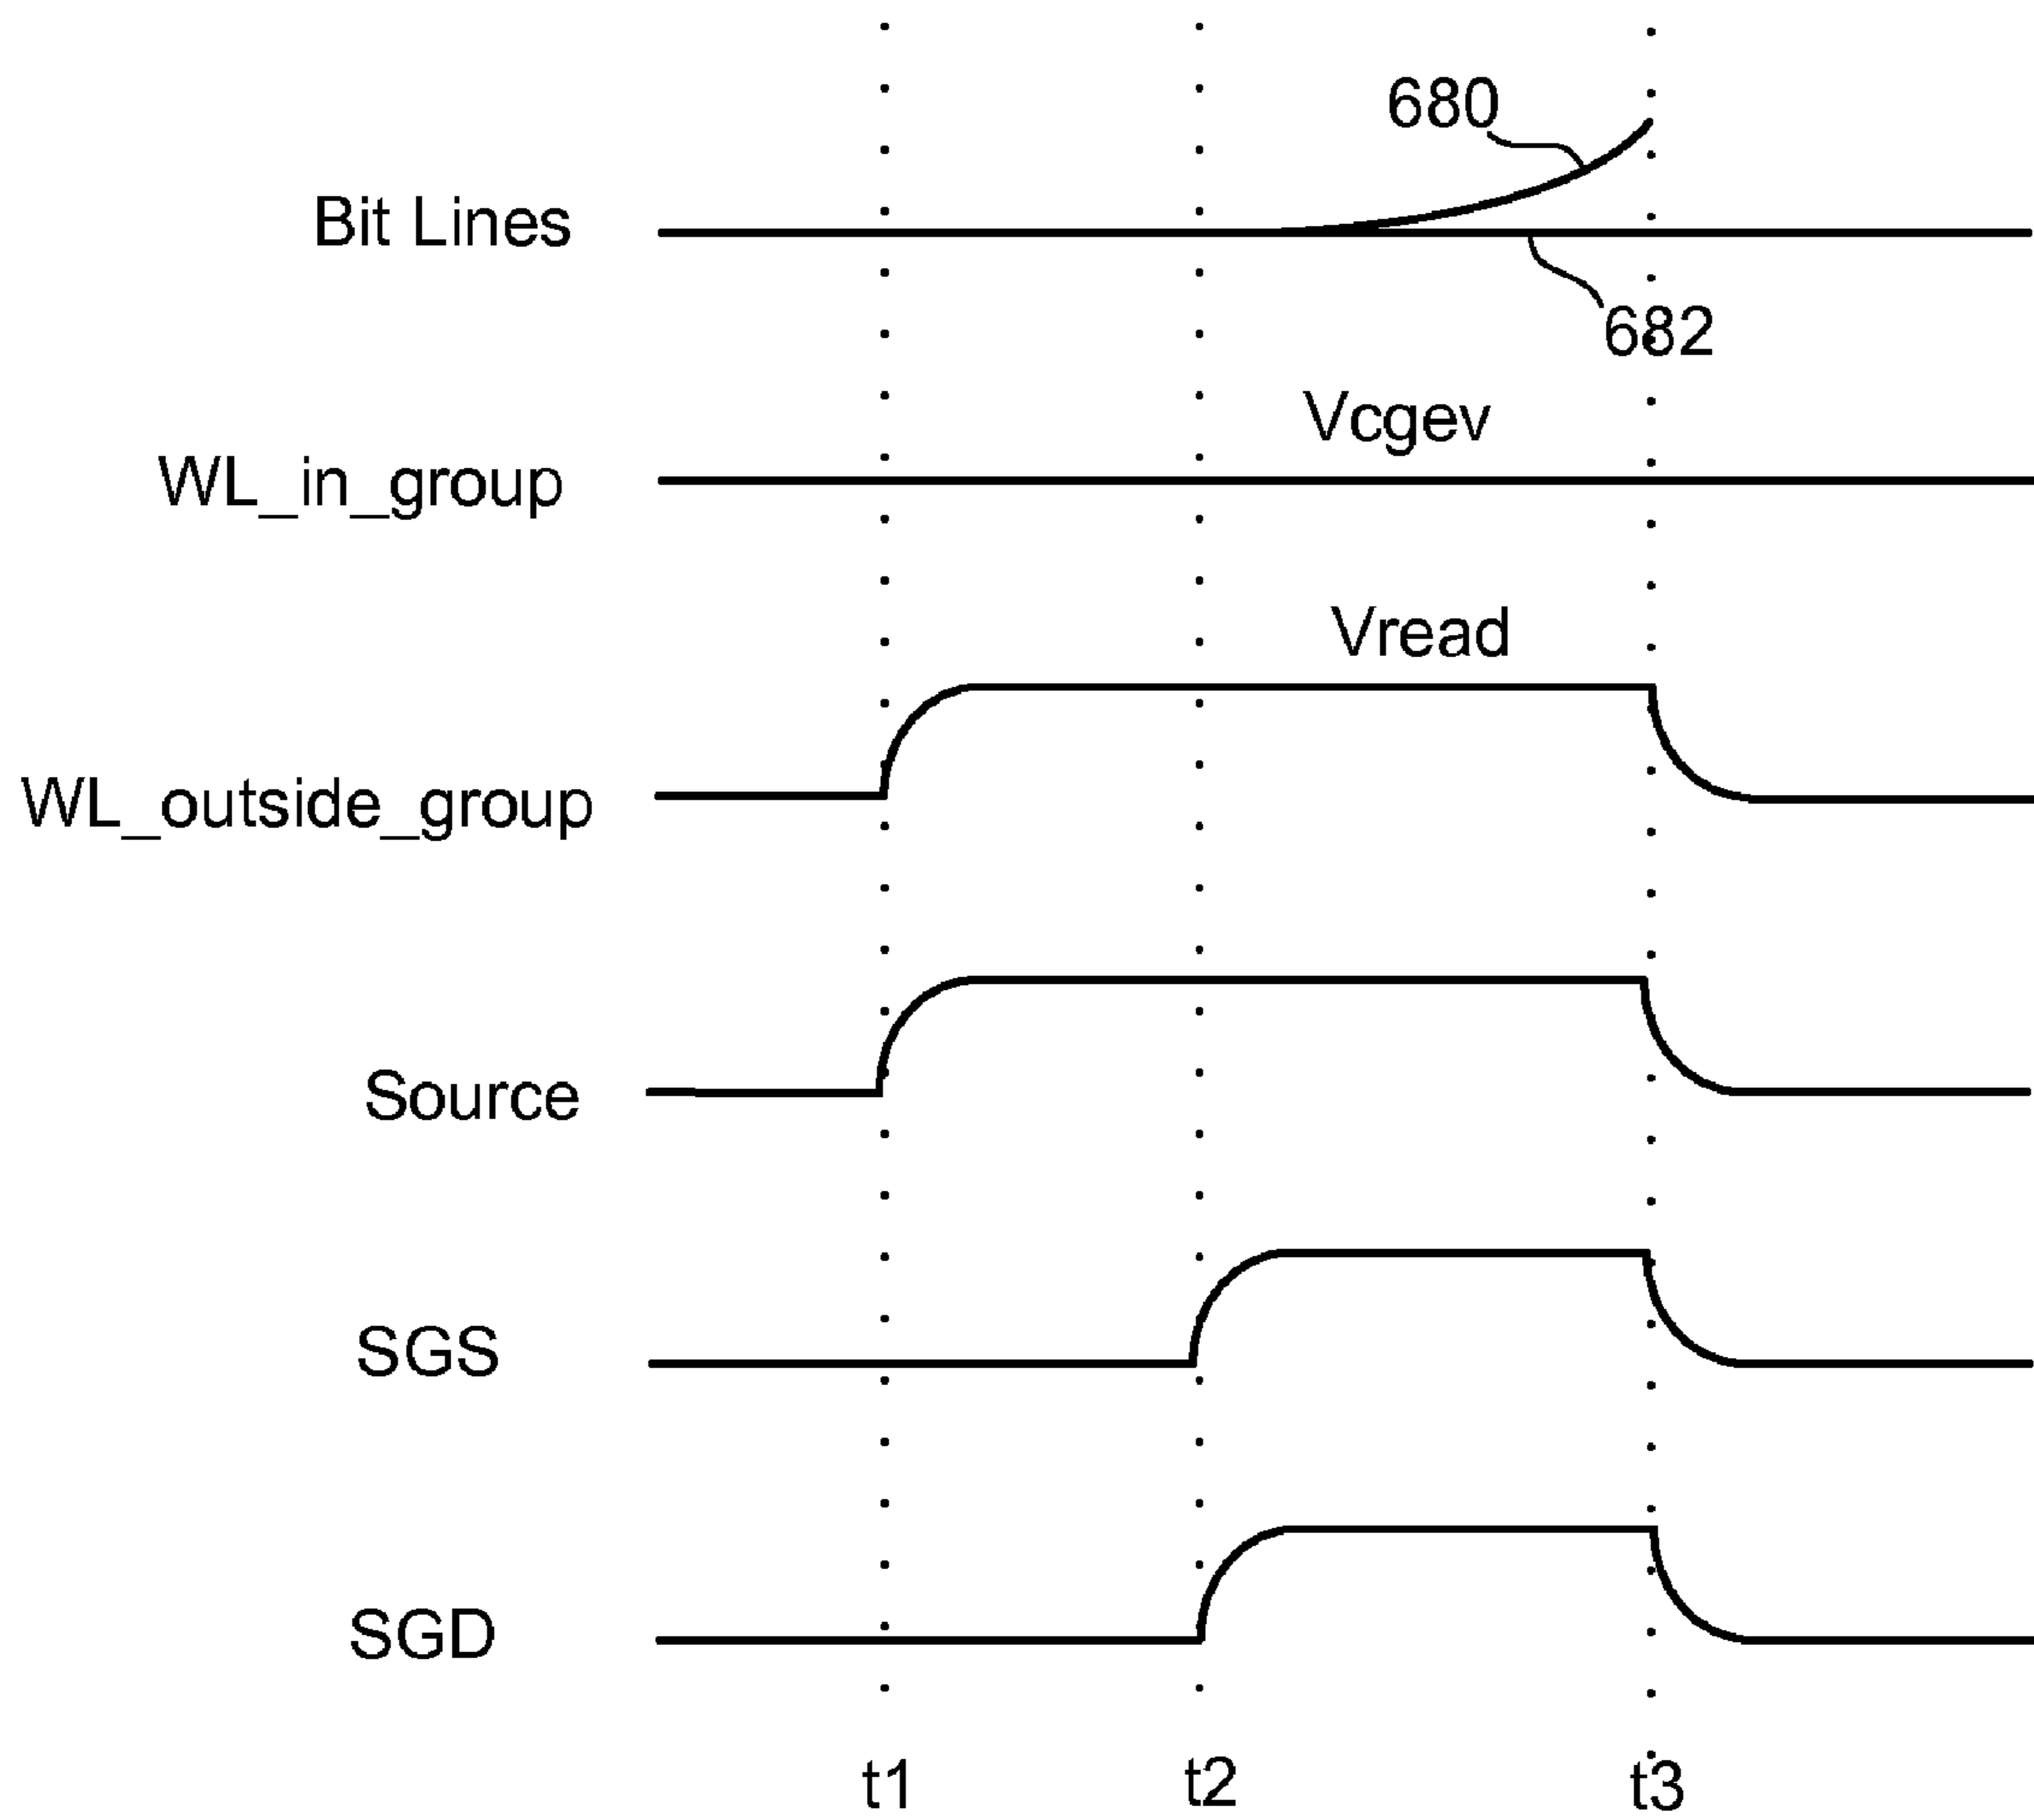 680
Bit Lines
682
Vcgev
WL_in_group
Vread
WL_outside_group
Source
SGS
SGD
t1 t2 t3